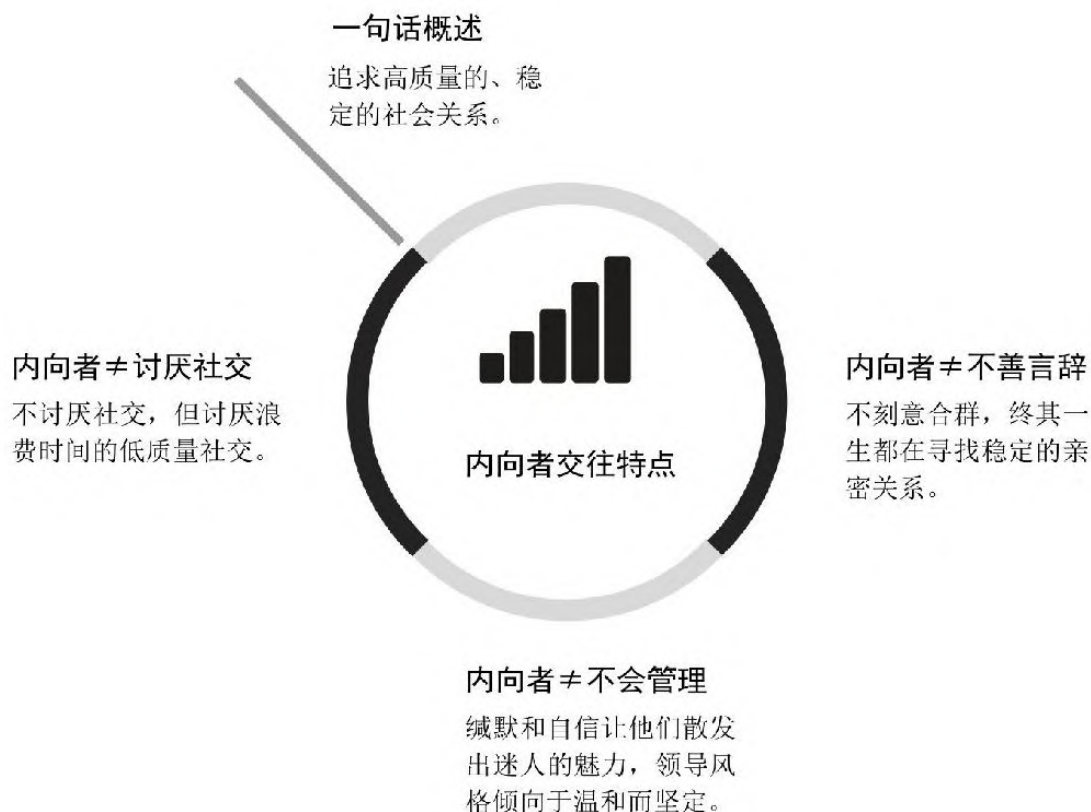 一句话概述
追求高质量的、稳
定的社会关系。
内向者≠讨厌社交
不讨厌社交，但讨厌浪
费时间的低质量社交。
内向者交往特点
内向者≠不善言辞
不刻意合群，终其一
生都在寻找稳定的亲
密关系。
内向者≠不会管理
缄默和自信让他们散发
出迷人的魅力，领导风
格倾向于温和而坚定。